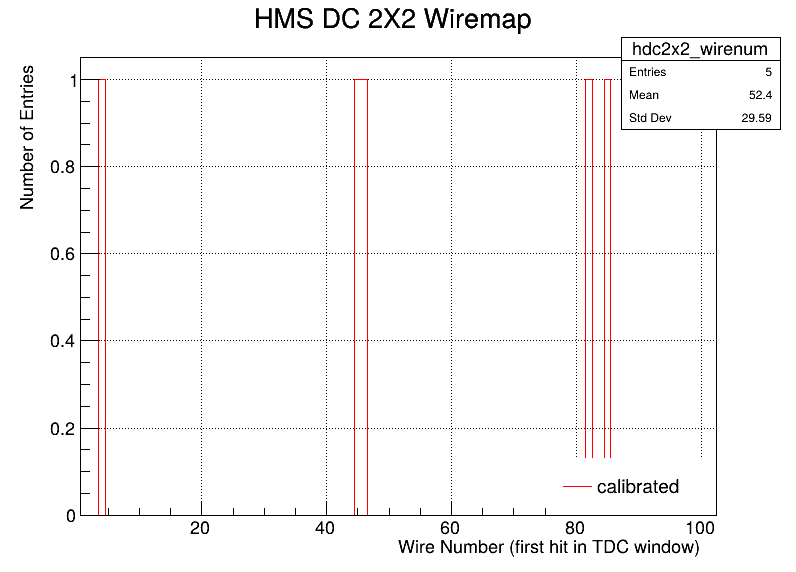 HMS DC 2X2 Wiremap
hdc2x2_wirenum
Entries 5
Mean 52.4
Std Dev 29.59
Number of Entries
1
0.8
0.6
0.4
0.2
0
calibrated
20 40 60 80 100
Wire Number (first hit in TDC window)